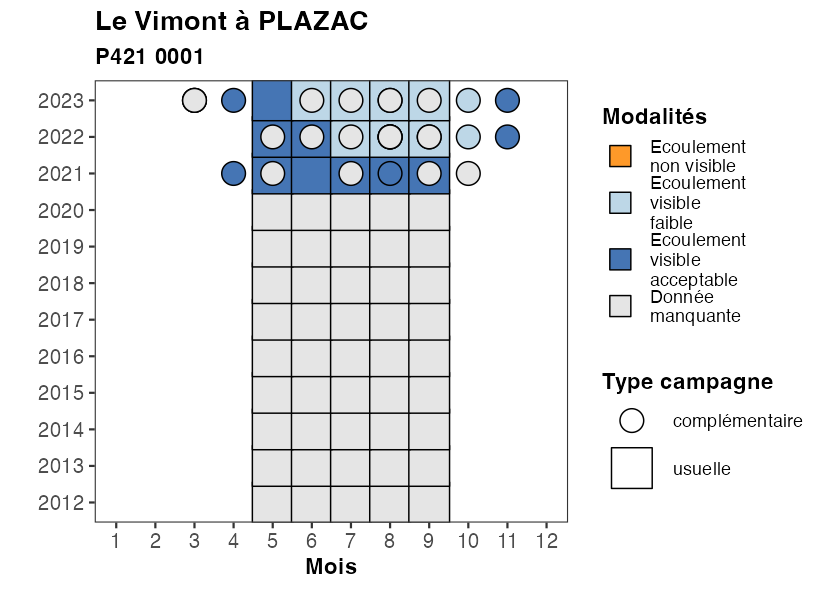 Le Vimont à PLAZAC
P421 0001
2023
2022
2021
2020
2019
2018
2017
2016
2015
2014
2013
2012
1 2 3 4 5 6 7 8 9 10 11 12
Mois
Modalités
Ecoulement
non visible
Ecoulement
visible
faible
Ecoulement
visible
acceptable
Donnée
manquante
Type campagne
complémentaire
usuelle